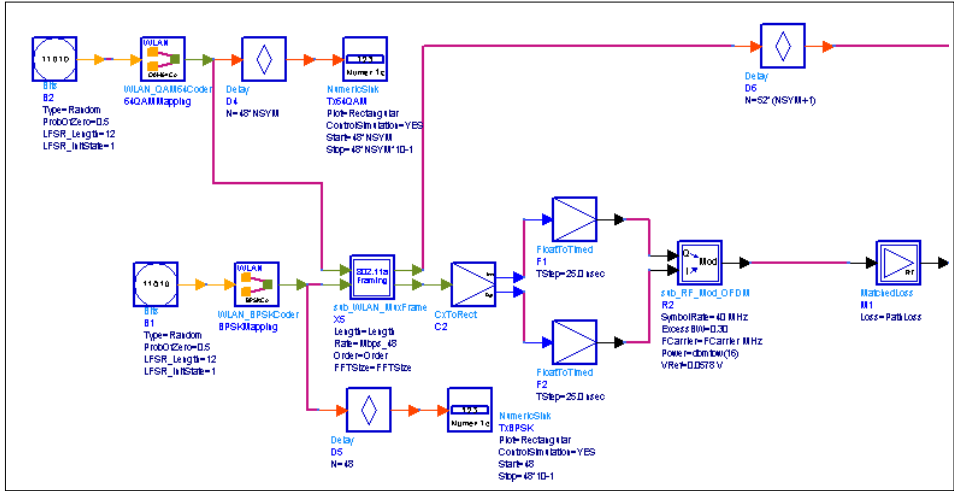 11010
Bits
B2
Type=Random
ProbOfZero=0.5
LFSR_Length=12
LFSR_InitState=1
WLAN
WLAN_QAM64Coder
64QAMMapping
Delay
D4
N=48*NSYM
123
Numeric
NumericSink
Tx64QAM
Plot=Rectangular
ControlSimulation=YES
Start=48*NSYM
Stop=48*NSYM*10-1
Delay
D6
N=52*(NSYM+1)
11010
Bits
B1
Type=Random
ProbOfZero=0.5
LFSR_Length=12
LFSR_InitState=1
WLAN
BPSKCo
WLAN_BPSKCoder
BPSKMapping
802.11a
Framing
sub_WLAN_MuxFrame
X5
Length=Length
Rate=Mbps_48
Order=Order
FFTSize=FFTSize
CxToRect
C2
FloatToTimed
F1
TStep=25.0 nsec
FloatToTimed
F2
TStep=25.0 nsec
Q
I
Mod
sub_RF_Mod_OFDM
R2
SymbolRate=40 MHz
ExcessBW=0.30
FCarrier=FCarrier MHz
Power=dbmtow(16)
VRef=0.0578 V
RF
MatchedLoss
M1
Loss=PathLoss
Delay
D5
N=48
123
Numeric
NumericSink
TxBPSK
Plot=Rectangular
ControlSimulation=YES
Start=48
Stop=48*10-1